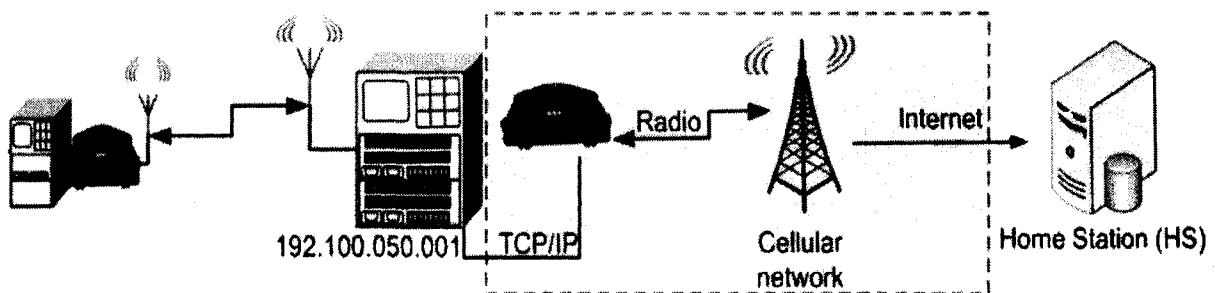 Radio
Internet
192.100.050.001
TCP/IP
Cellular
network
Home Station (HS)